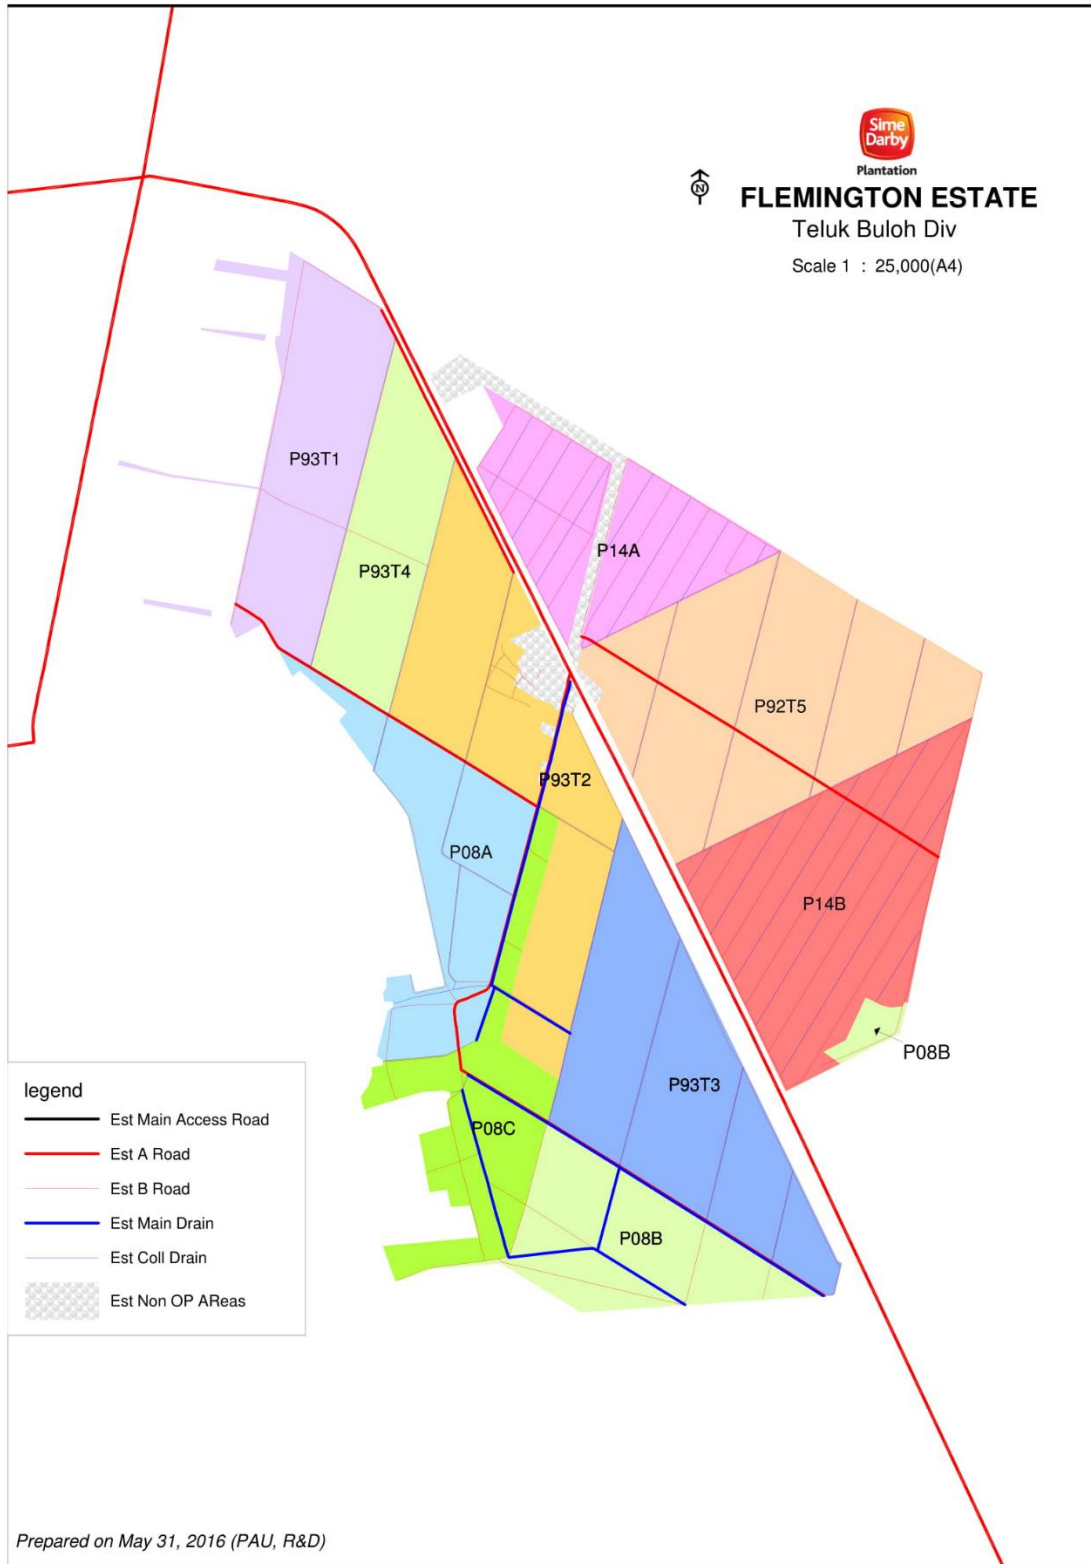 Sime
Darby
Plantation
N
FLEMINGTON ESTATE
Teluk Buloh Div
Scale 1 : 25,000(A4)
P93T1
P14A
P93T4
P92T5
P93T2
P08A
P14B
P08B
P93T3
P08C
P08B
legend
Est Main Access Road
Est A Road
Est B Road
Est Main Drain
Est Coll Drain
Est Non OP AReas
Prepared on May 31, 2016 (PAU, R&D)